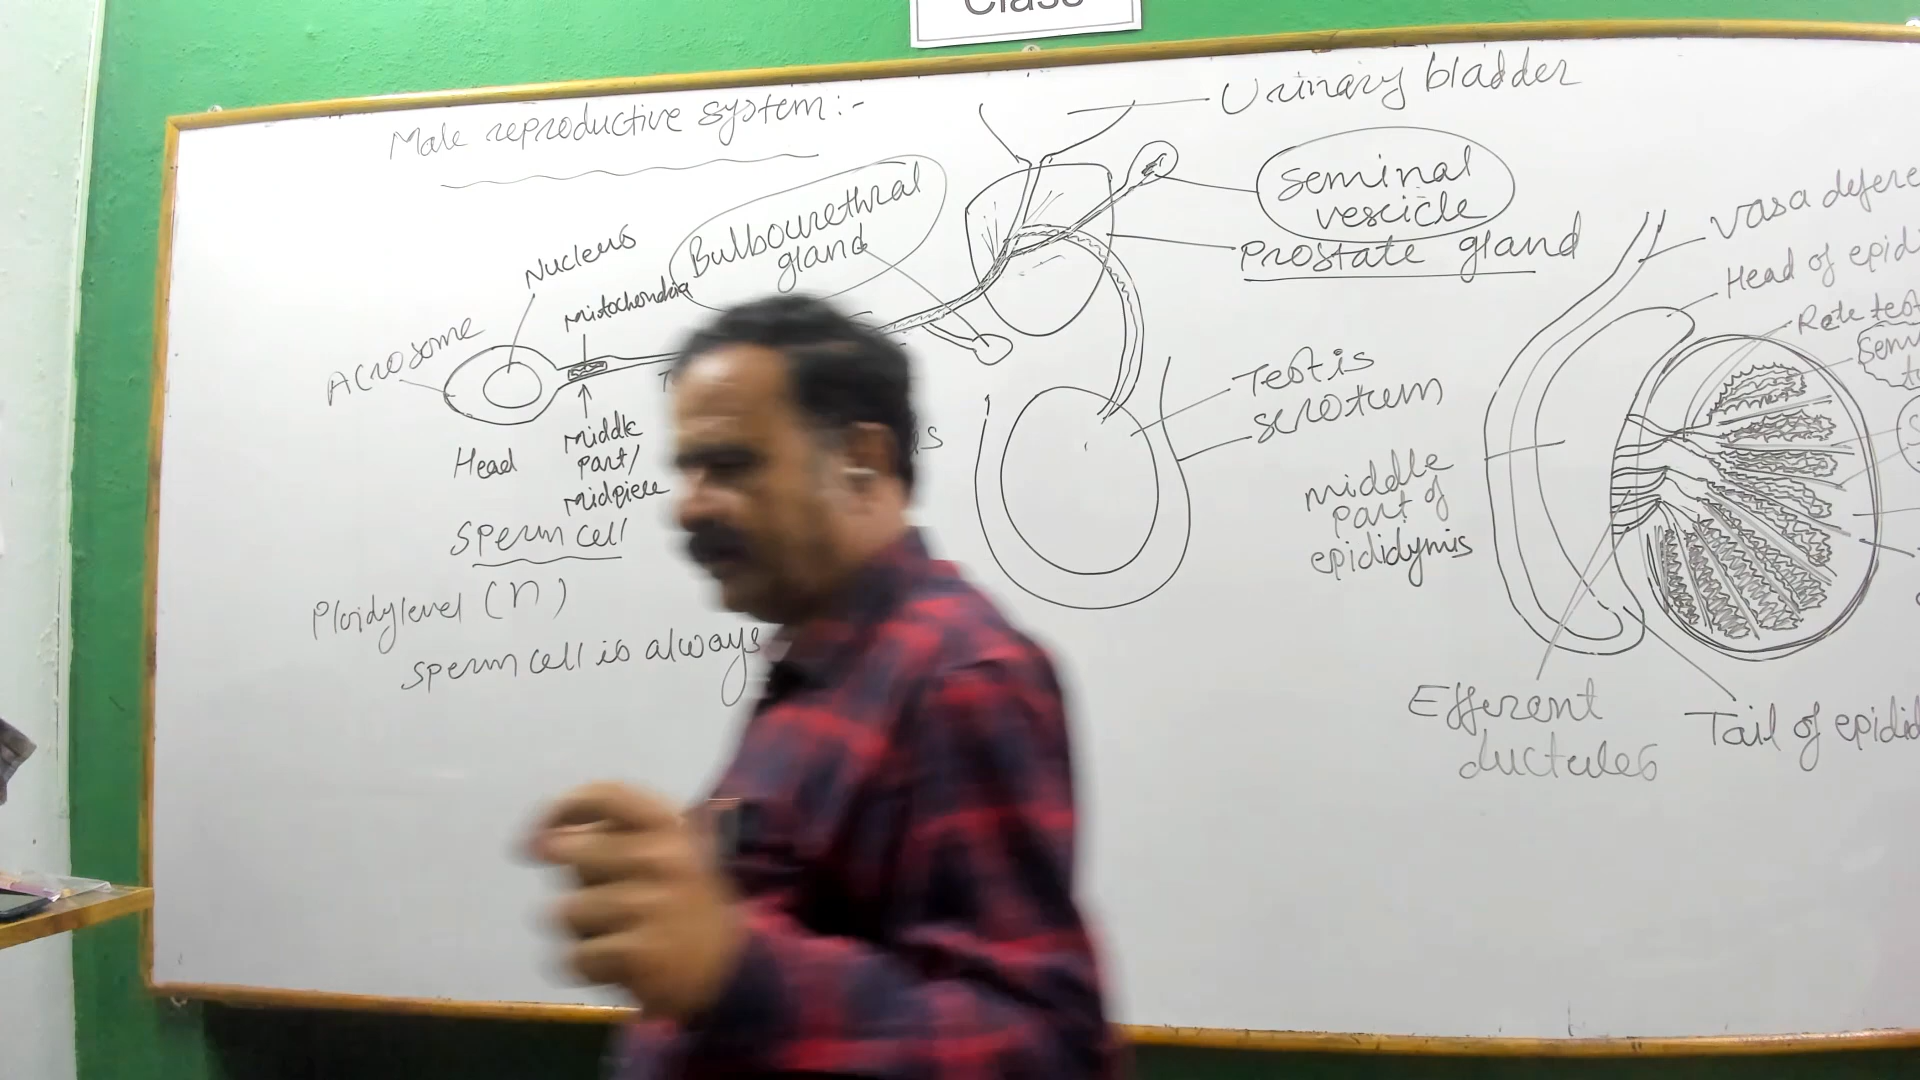 Class
Male reproductive system:-
Urinary bladder
Seminal
vescicle
Prostate gland
Bulbourethral
gland
Nucleus
Mistochondria
Acrosome
Head
Middle
part/
Midpiece
Sperm cell
Ploidy level (n)
Sperm cell is always
Testis
Scrotum
Vasa defere
Head of epidi
Rete test
Semi
middle
part of
epididymis
Efferent
ductules
Tail of epidid